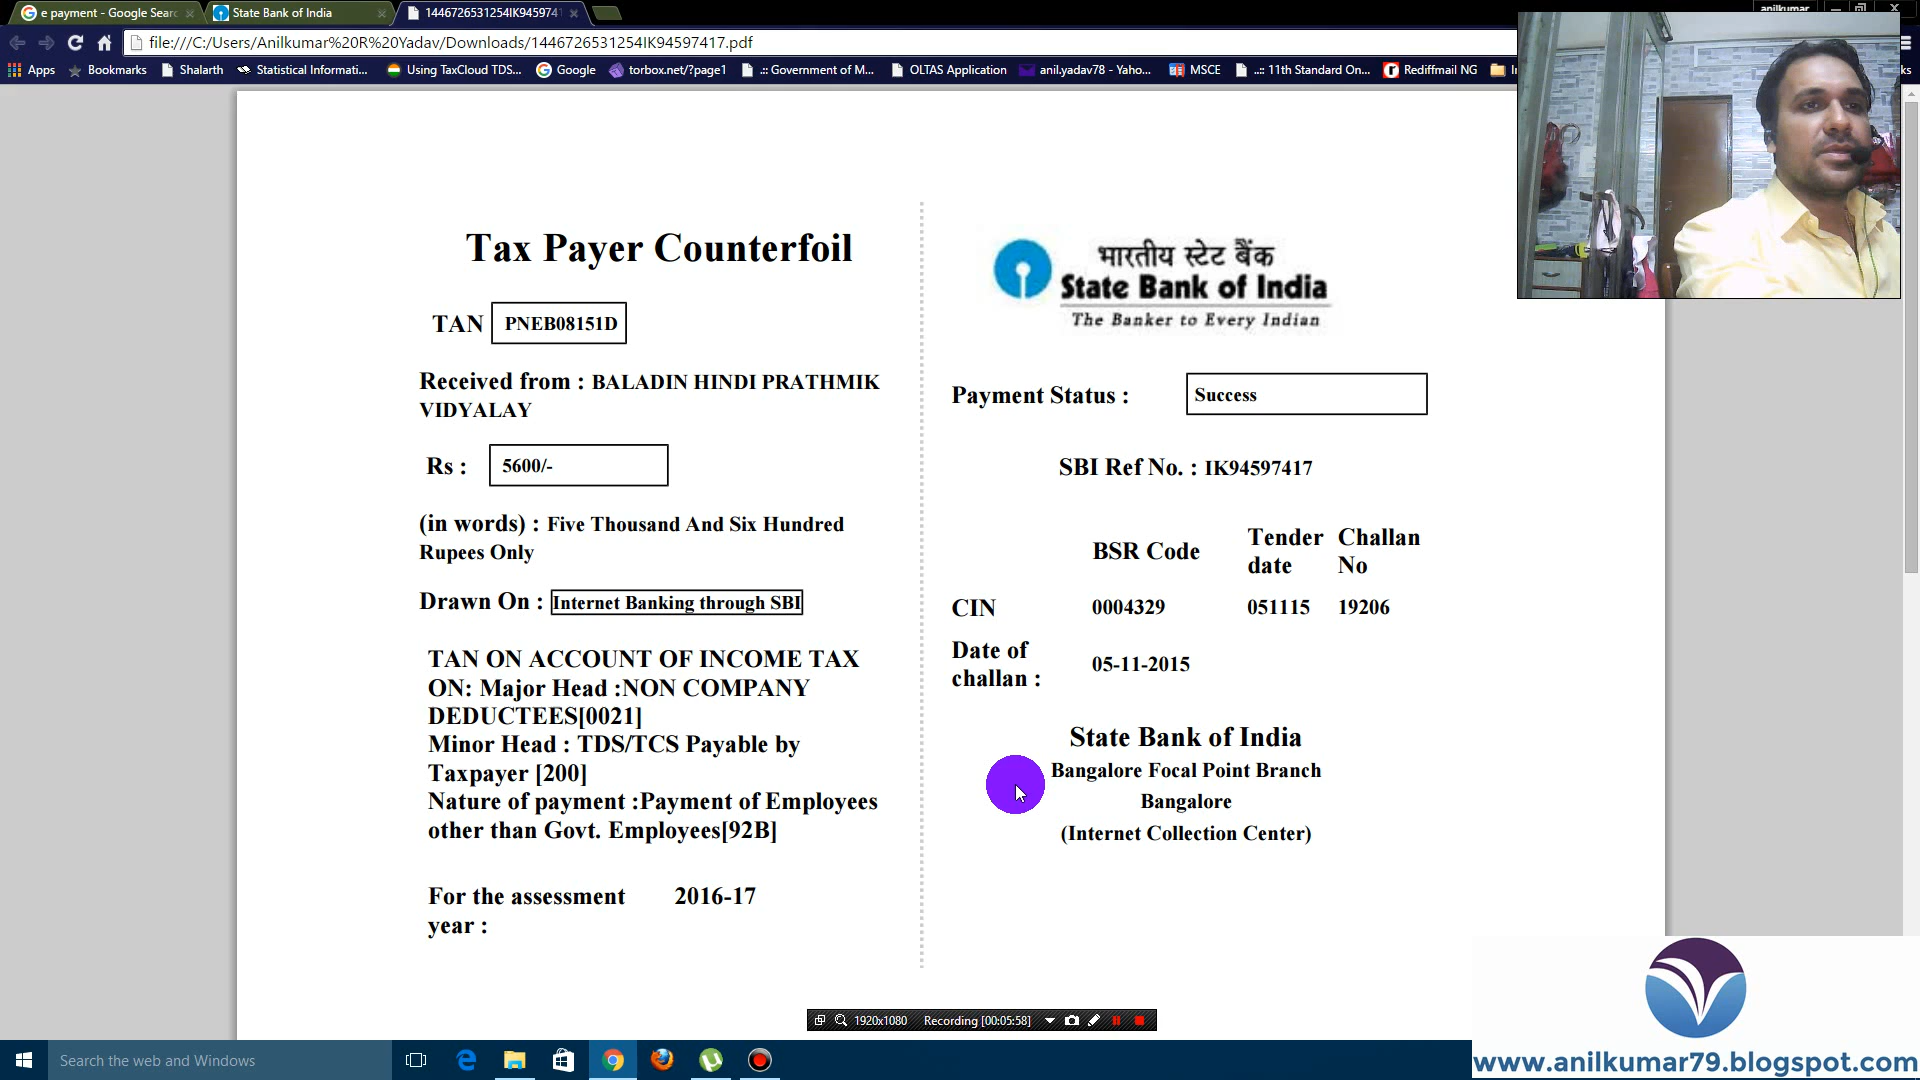 e payment - Google Searc
State Bank of India
1446726531254IK9459741
anilkumar
file:///C:/Users/Anilkumar%20R%20Yadav/Downloads/1446726531254IK94597417.pdf
Apps
Bookmarks
Shalarth
Statistical Informati...
Using TaxCloud TDS...
Google
torbox.net/?page1
.:: Government of M...
OLTAS Application
anil.yadav78 - Yaho...
MSCE
..:: 11th Standard On...
Rediffmail NG
Tax Payer Counterfoil
TAN PNEB08151D
Received from : BALADIN HINDI PRATHMIK
VIDYALAY
Rs : 5600/-
(in words) : Five Thousand And Six Hundred
Rupees Only
Drawn On : Internet Banking through SBI
TAN ON ACCOUNT OF INCOME TAX
ON: Major Head :NON COMPANY
DEDUCTEES[0021]
Minor Head : TDS/TCS Payable by
Taxpayer [200]
Nature of payment :Payment of Employees
other than Govt. Employees[92B]
For the assessment 2016-17
year :
भारतीय स्टेट बैंक
State Bank of India
The Banker to Every Indian
Payment Status : Success
SBI Ref No. : IK94597417
BSR Code Tender date Challan No
CIN 0004329 051115 19206
Date of
challan : 05-11-2015
State Bank of India
Bangalore Focal Point Branch
Bangalore
(Internet Collection Center)
1920x1080 Recording [00:05:58]
Search the web and Windows
www.anilkumar79.blogspot.com